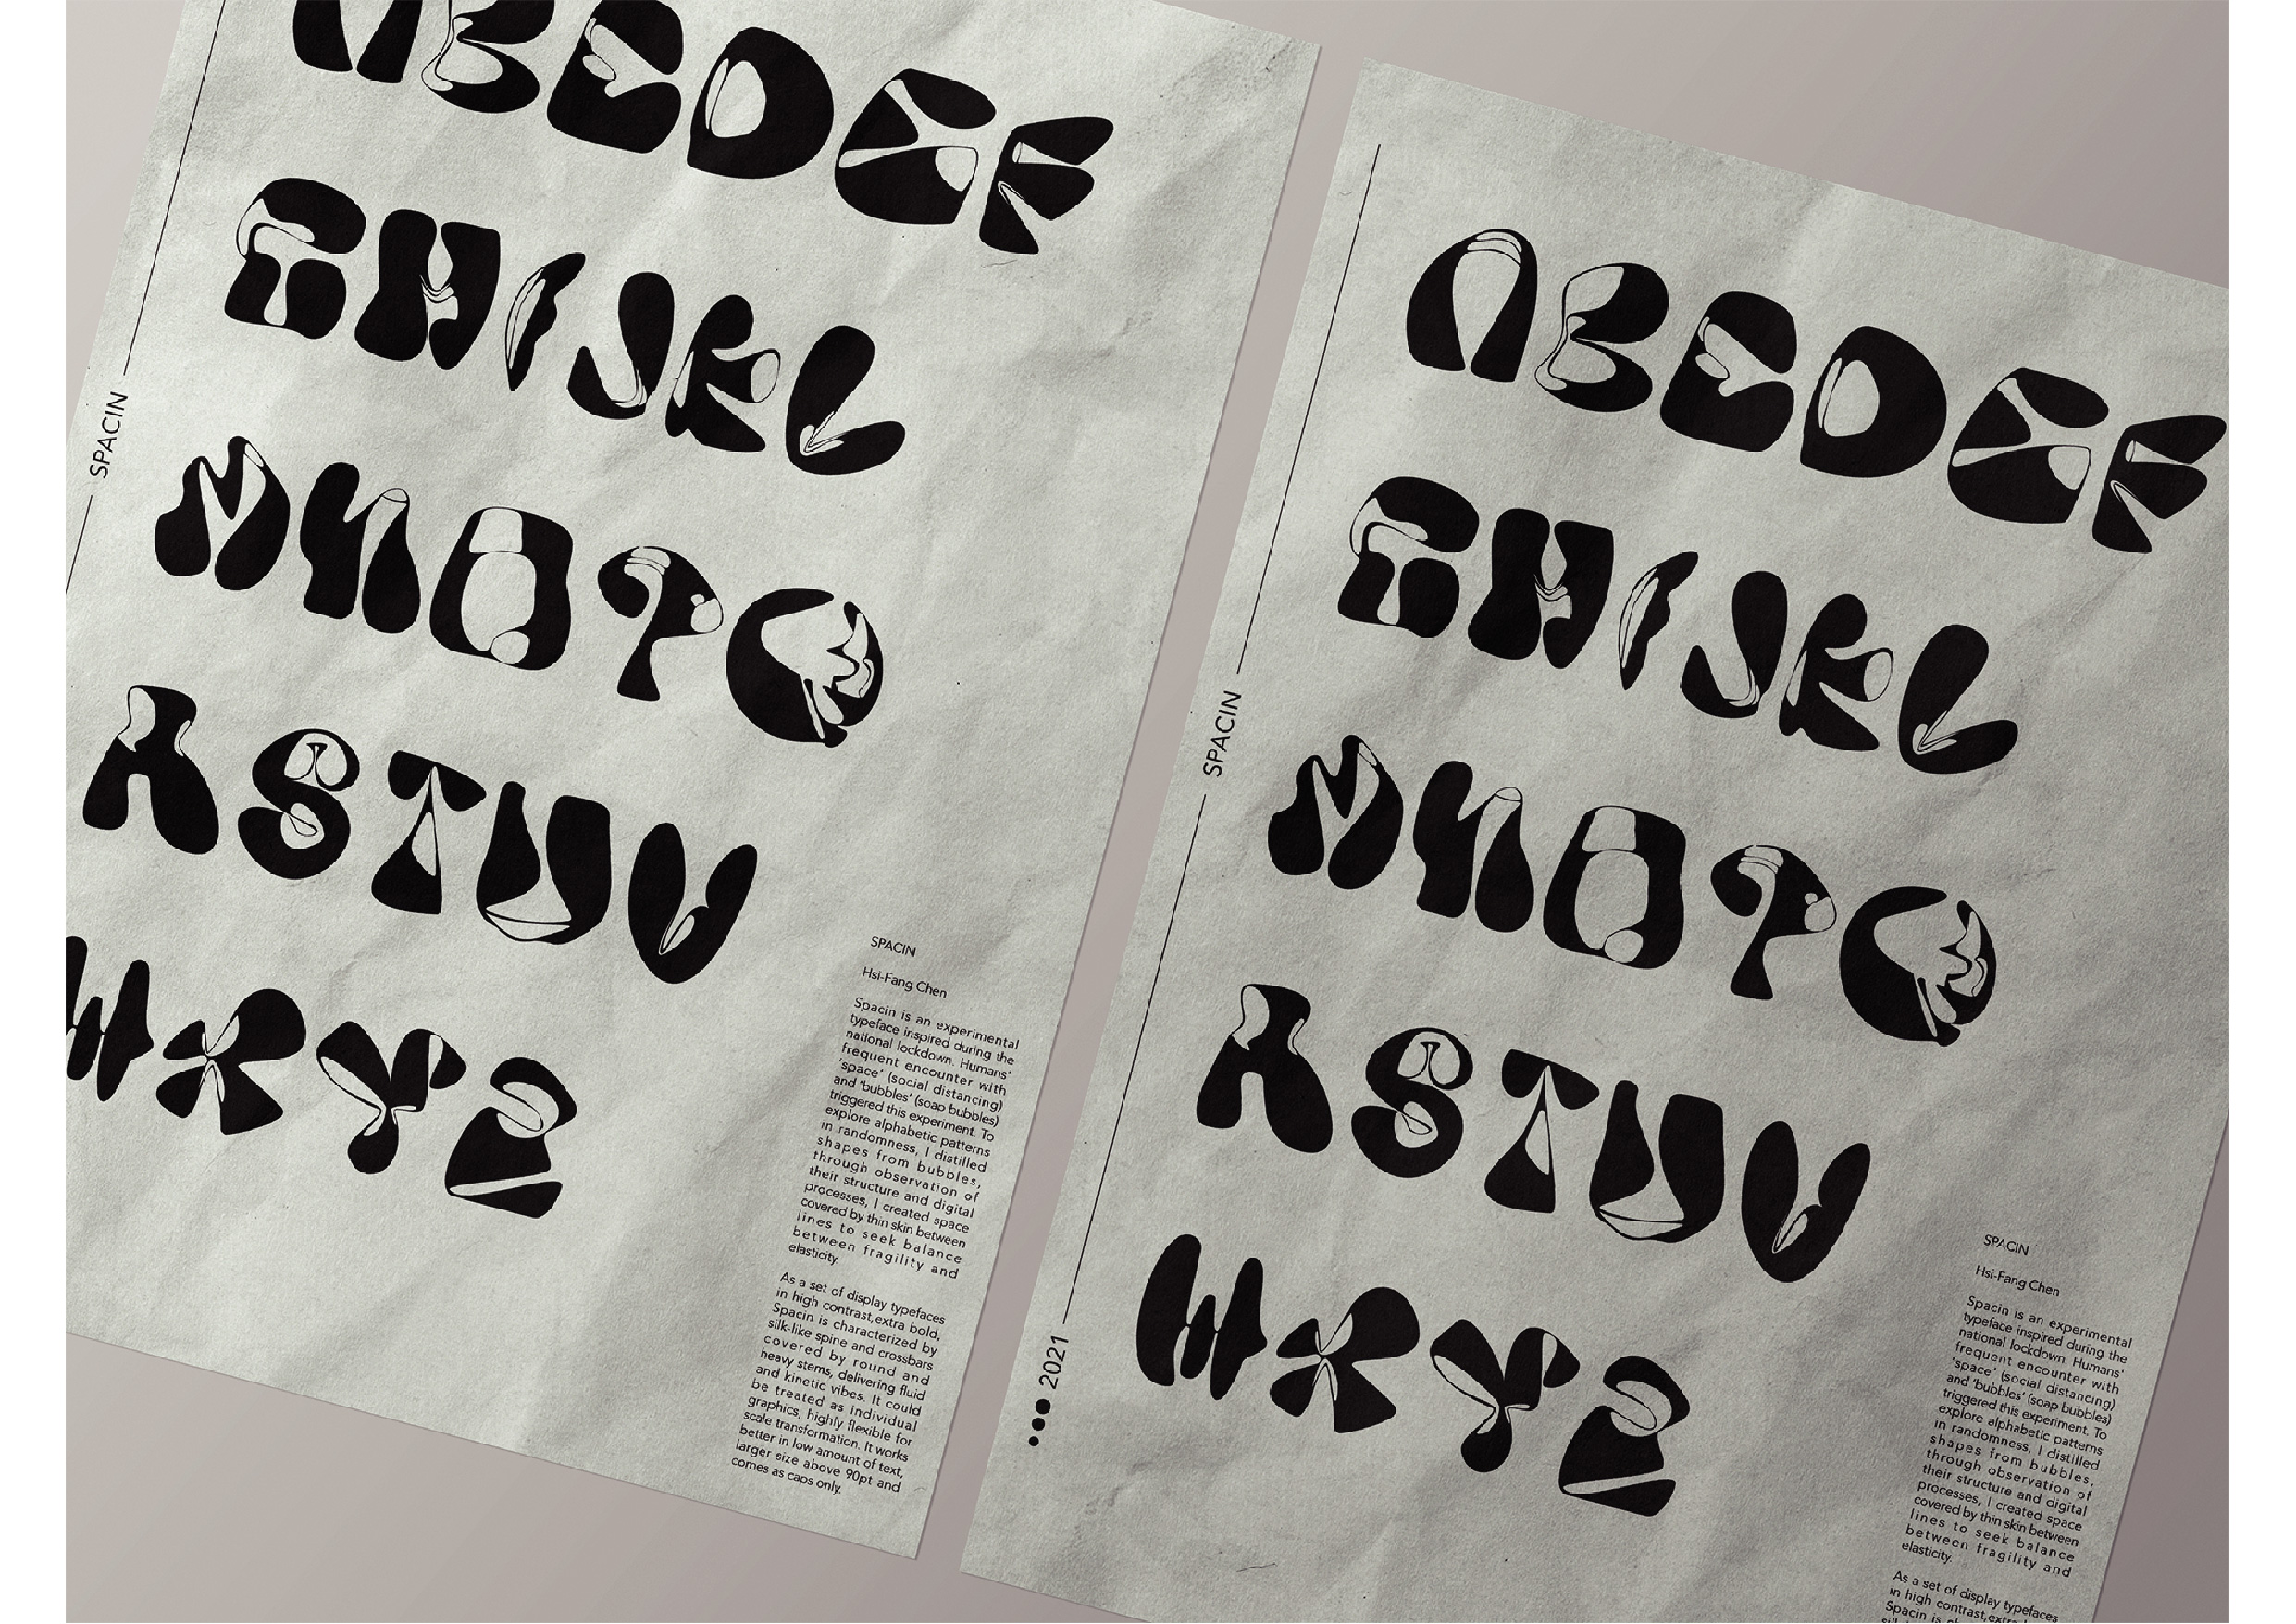 ABCDEF
GHIJKL
MNOPQ
RSTUV
WXYZ
SPACIN
SPACIN
Hsi-Fang Chen
Spacin is an experimental
typeface inspired during the
national lockdown. Humans'
frequent encounter with
'space' (social distancing)
and 'bubbles' (soap bubbles)
triggered this experiment. To
explore alphabetic patterns
in randomness, I distilled
shapes from bubbles,
through observation of
their structure and digital
processes, I created space
covered by thin skin between
lines to seek balance
between fragility and
elasticity.
As a set of display typefaces
in high contrast,extra bold,
Spacin is characterized by
silk-like spine and crossbars
covered by round and
heavy stems, delivering fluid
and kinetic vibes. It could
be treated as individual
graphics, highly flexible for
scale transformation. It works
better in low amount of text,
larger size above 90pt and
comes as caps only.
ABCDEF
GHIJKL
MNOPQ
RSTUV
WXYZ
SPACIN
2021
SPACIN
Hsi-Fang Chen
Spacin is an experimental
typeface inspired during the
national lockdown. Humans'
frequent encounter with
'space' (social distancing)
and 'bubbles' (soap bubbles)
triggered this experiment. To
explore alphabetic patterns
in randomness, I distilled
shapes from bubbles,
through observation of
their structure and digital
processes, I created space
covered by thin skin between
lines to seek balance
between fragility and
elasticity.
As a set of display typefaces
in high contrast,extra
Spacin is